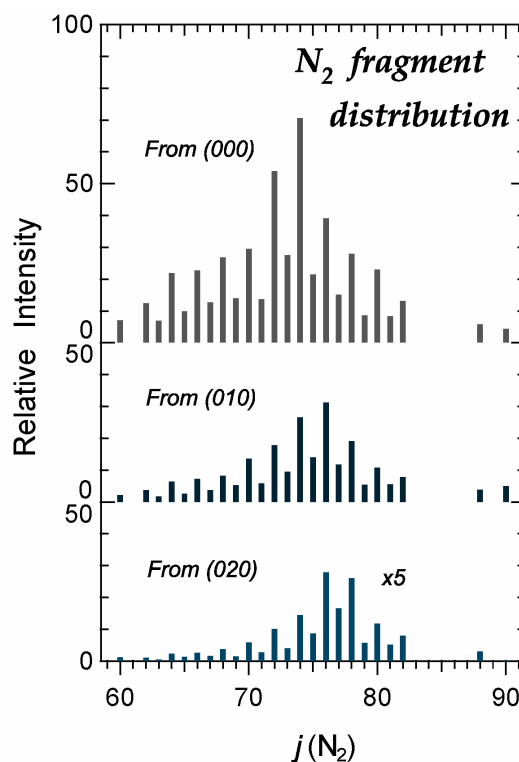 100
N₂ fragment
distribution
From (000)
50
Relative Intensity
0
50
From (010)
0
50
From (020)
x5
0
60
70
80
90
j (N₂)